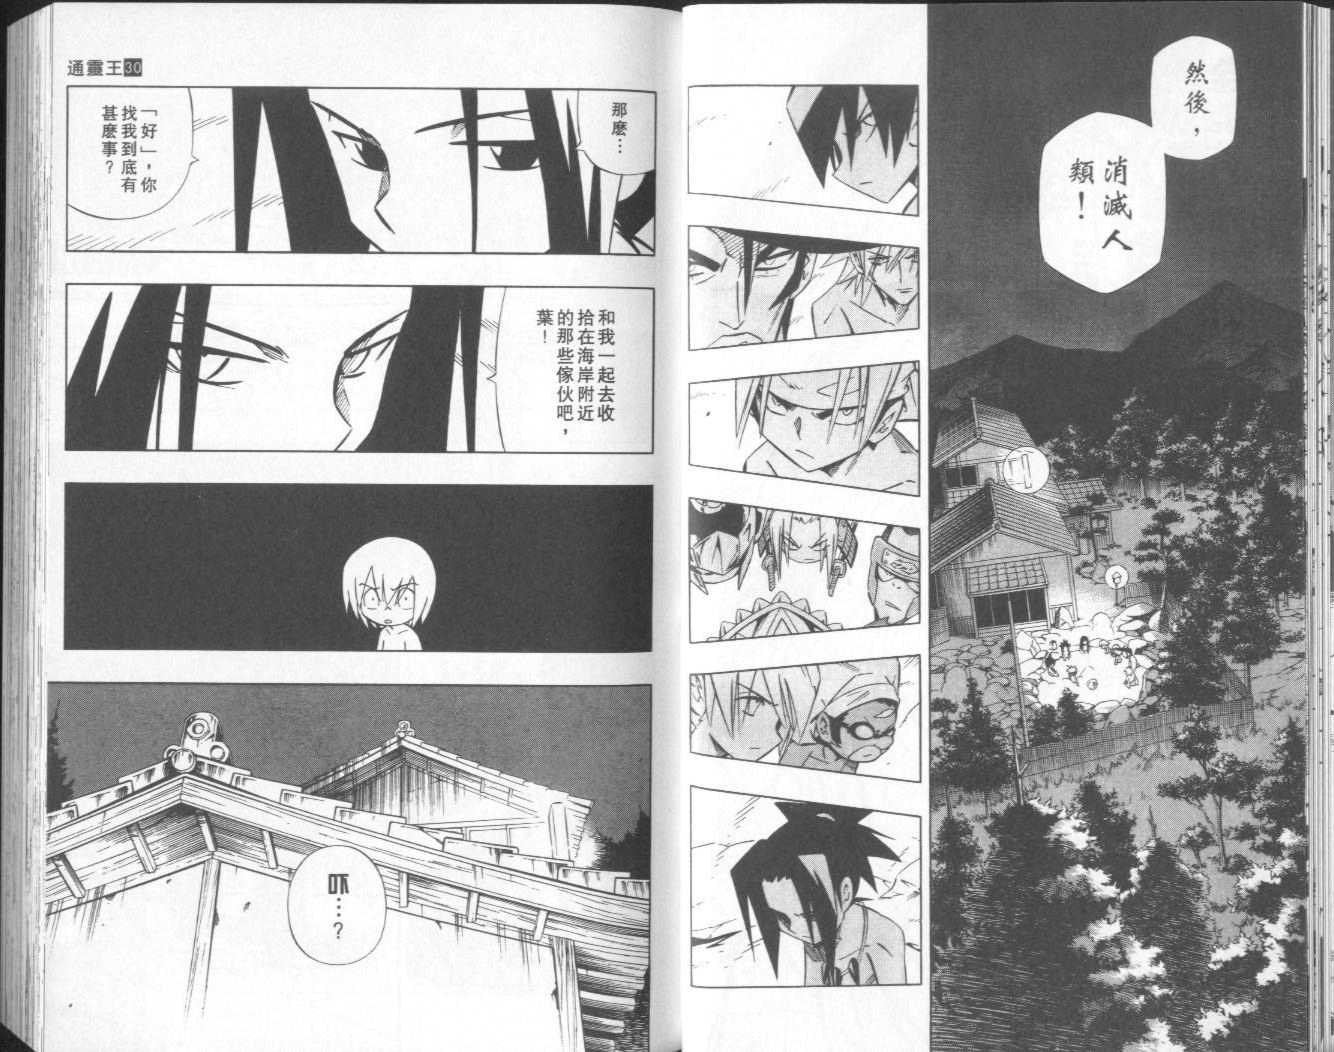 然後，
消滅人
類！
通靈王30
那麼…
「好」，你
找我到底有
甚麼事？
和我一起去收
拾在海岸附近
的那些傢伙吧，
葉！
吓…？